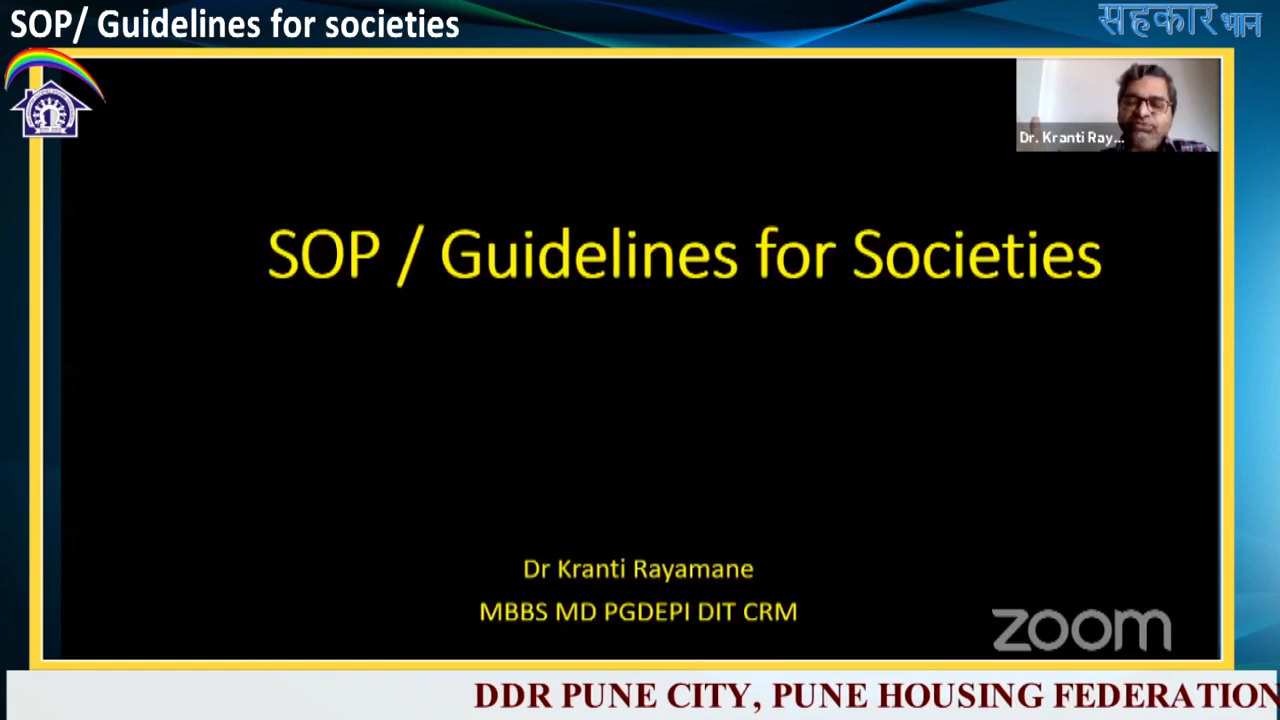 SOP/ Guidelines for societies
सहकार भान
Dr. Kranti Ray...
SOP / Guidelines for Societies
Dr Kranti Rayamane
MBBS MD PGDEPI DIT CRM
zoom
DDR PUNE CITY, PUNE HOUSING FEDERATION